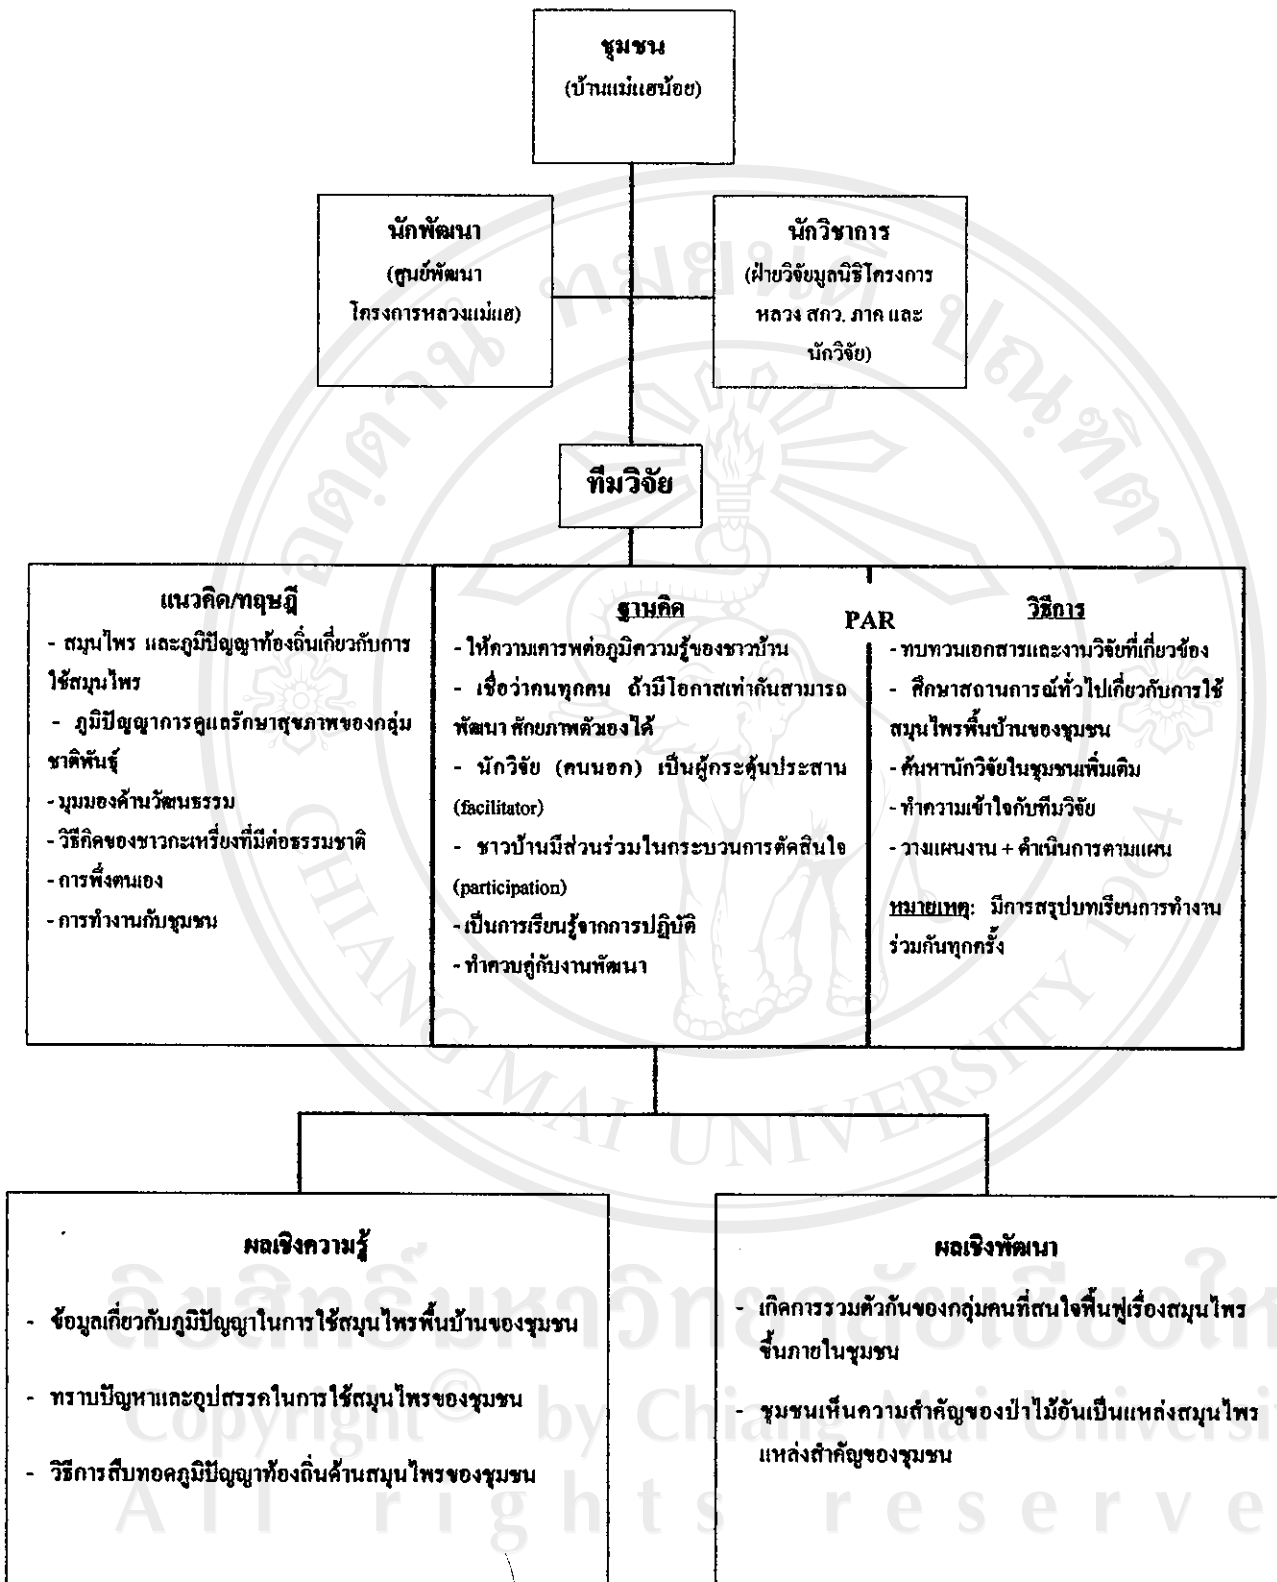 ชุมชน
(บ้านแม่แฮน้อย)
นักพัฒนา
(ศูนย์พัฒนา
โครงการหลวงแม่แฮ)
นักวิชาการ
(ฝ่ายวิจัยมูลนิธิโครงการ
หลวง สกว. ภาค และ
นักวิจัย)
ทีมวิจัย
แนวคิด/ทฤษฎี
- สมุนไพร และภูมิปัญญาท้องถิ่นเกี่ยวกับการ
ใช้สมุนไพร
- ภูมิปัญญาการดูแลรักษาสุขภาพของกลุ่ม
ชาติพันธุ์
- มุมมองด้านวัฒนธรรม
- วิธีคิดของชาวกะเหรี่ยงที่มีต่อธรรมชาติ
- การพึ่งตนเอง
- การทำงานกับชุมชน
PAR
ฐานคิด
- ให้ความเคารพต่อภูมิความรู้ของชาวบ้าน
- เชื่อว่าคนทุกคน ถ้ามีโอกาสเท่ากันสามารถ
พัฒนา ศักยภาพตัวเองได้
- นักวิจัย (คนนอก) เป็นผู้กระตุ้นประสาน
(facilitator)
- ชาวบ้านมีส่วนร่วมในกระบวนการตัดสินใจ
(participation)
- เป็นการเรียนรู้จากการปฏิบัติ
- ทำควบคู่กับงานพัฒนา
วิธีการ
- ทบทวนเอกสารและงานวิจัยที่เกี่ยวข้อง
- ศึกษาสถานการณ์ทั่วไปเกี่ยวกับการใช้
สมุนไพรพื้นบ้านของชุมชน
- ค้นหานักวิจัยในชุมชนเพิ่มเติม
- ทำความเข้าใจกับทีมวิจัย
- วางแผนงาน + ดำเนินการตามแผน
หมายเหตุ: มีการสรุปบทเรียนการทำงาน
ร่วมกันทุกครั้ง
ผลเชิงความรู้
- ข้อมูลเกี่ยวกับภูมิปัญญาในการใช้สมุนไพรพื้นบ้านของชุมชน
- ทราบปัญหาและอุปสรรคในการใช้สมุนไพรของชุมชน
- วิธีการสืบทอดภูมิปัญญาท้องถิ่นด้านสมุนไพรของชุมชน
ผลเชิงพัฒนา
- เกิดการรวมตัวกันของกลุ่มคนที่สนใจฟื้นฟูเรื่องสมุนไพร
ขึ้นภายในชุมชน
- ชุมชนเห็นความสำคัญของป่าไม้อันเป็นแหล่งสมุนไพร
แหล่งสำคัญของชุมชน
CHIANG MAI UNIVERSITY 1964
Copyright © by Chiang Mai Universi
All rights reserve